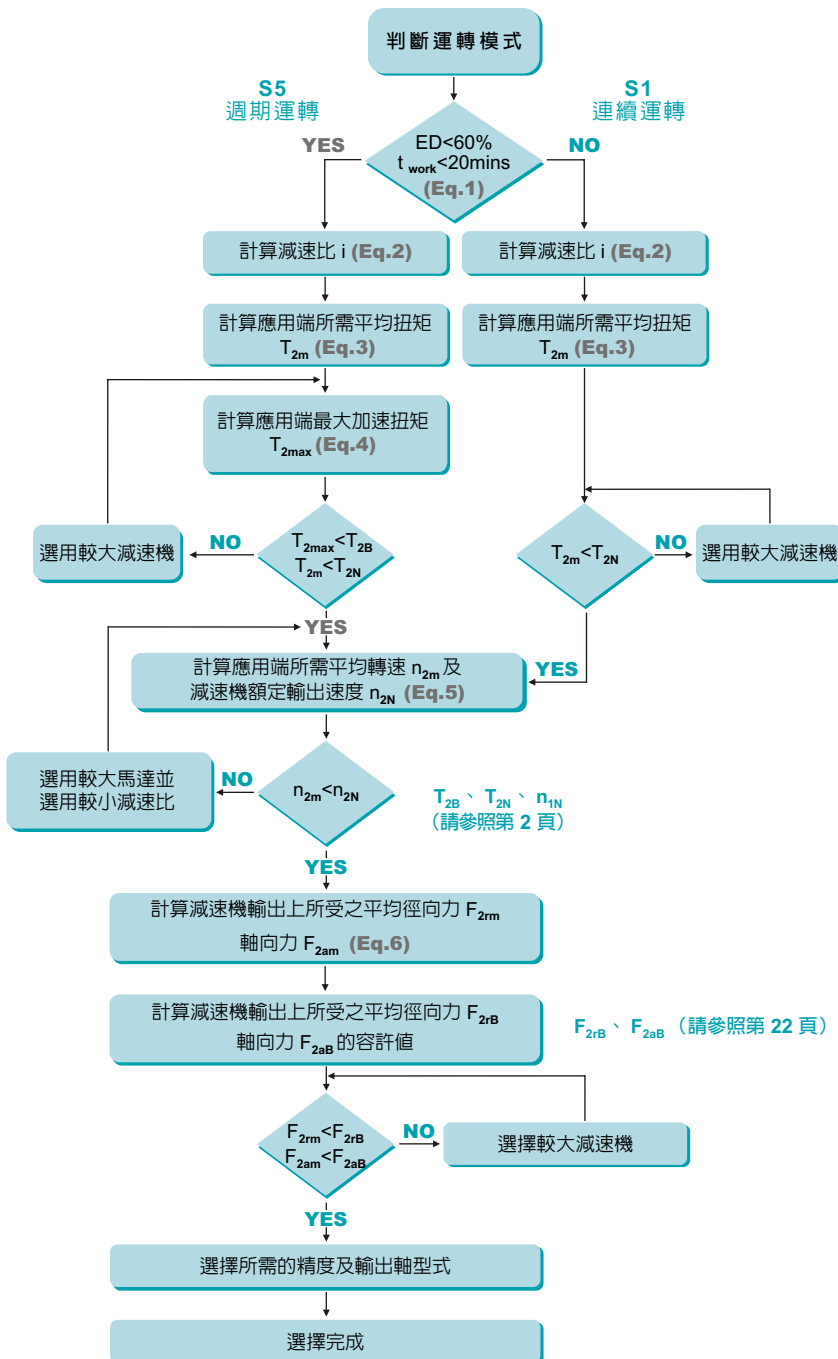 判斷運轉模式
S5
週期運轉
S1
連續運轉
YES
ED<60%
t work<20mins
(Eq.1)
NO
計算減速比 i (Eq.2)
計算減速比 i (Eq.2)
計算應用端所需平均扭矩
T2m (Eq.3)
計算應用端所需平均扭矩
T2m (Eq.3)
計算應用端最大加速扭矩
T2max (Eq.4)
選用較大減速機
NO
T2max<T2B
T2m<T2N
T2m<T2N
NO
選用較大減速機
YES
YES
計算應用端所需平均轉速 n2m 及
減速機額定輸出速度 n2N (Eq.5)
選用較大馬達並
選用較小減速比
NO
n2m<n2N
T2B、 T2N、 n1N
(請參照第 2 頁)
YES
計算減速機輸出上所受之平均徑向力 F2rm
軸向力 F2am (Eq.6)
計算減速機輸出上所受之平均徑向力 F2rB
軸向力 F2aB 的容許值
F2rB、 F2aB (請參照第 22 頁)
F2rm<F2rB
F2am<F2aB
NO
選擇較大減速機
YES
選擇所需的精度及輸出軸型式
選擇完成